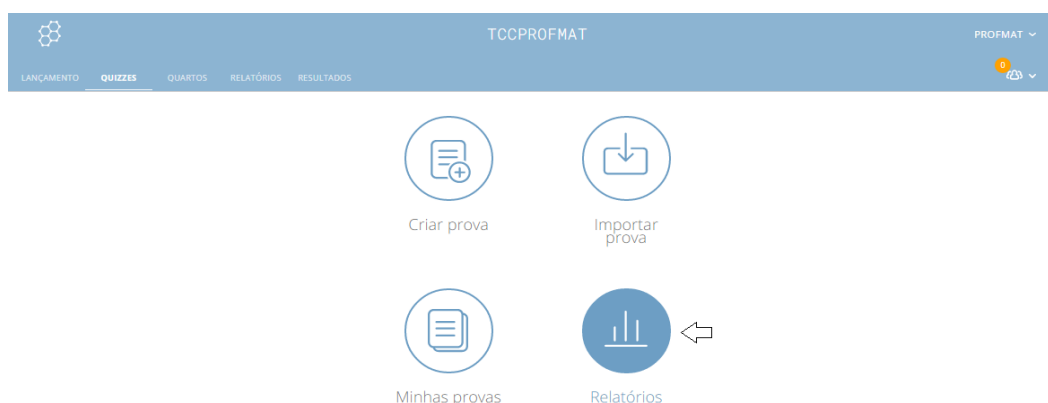 TCCPROFMAT
PROFMAT
LANÇAMENTO QUIZZES QUARTOS RELATÓRIOS RESULTADOS
0
Criar prova
Importar
prova
Minhas provas
Relatórios